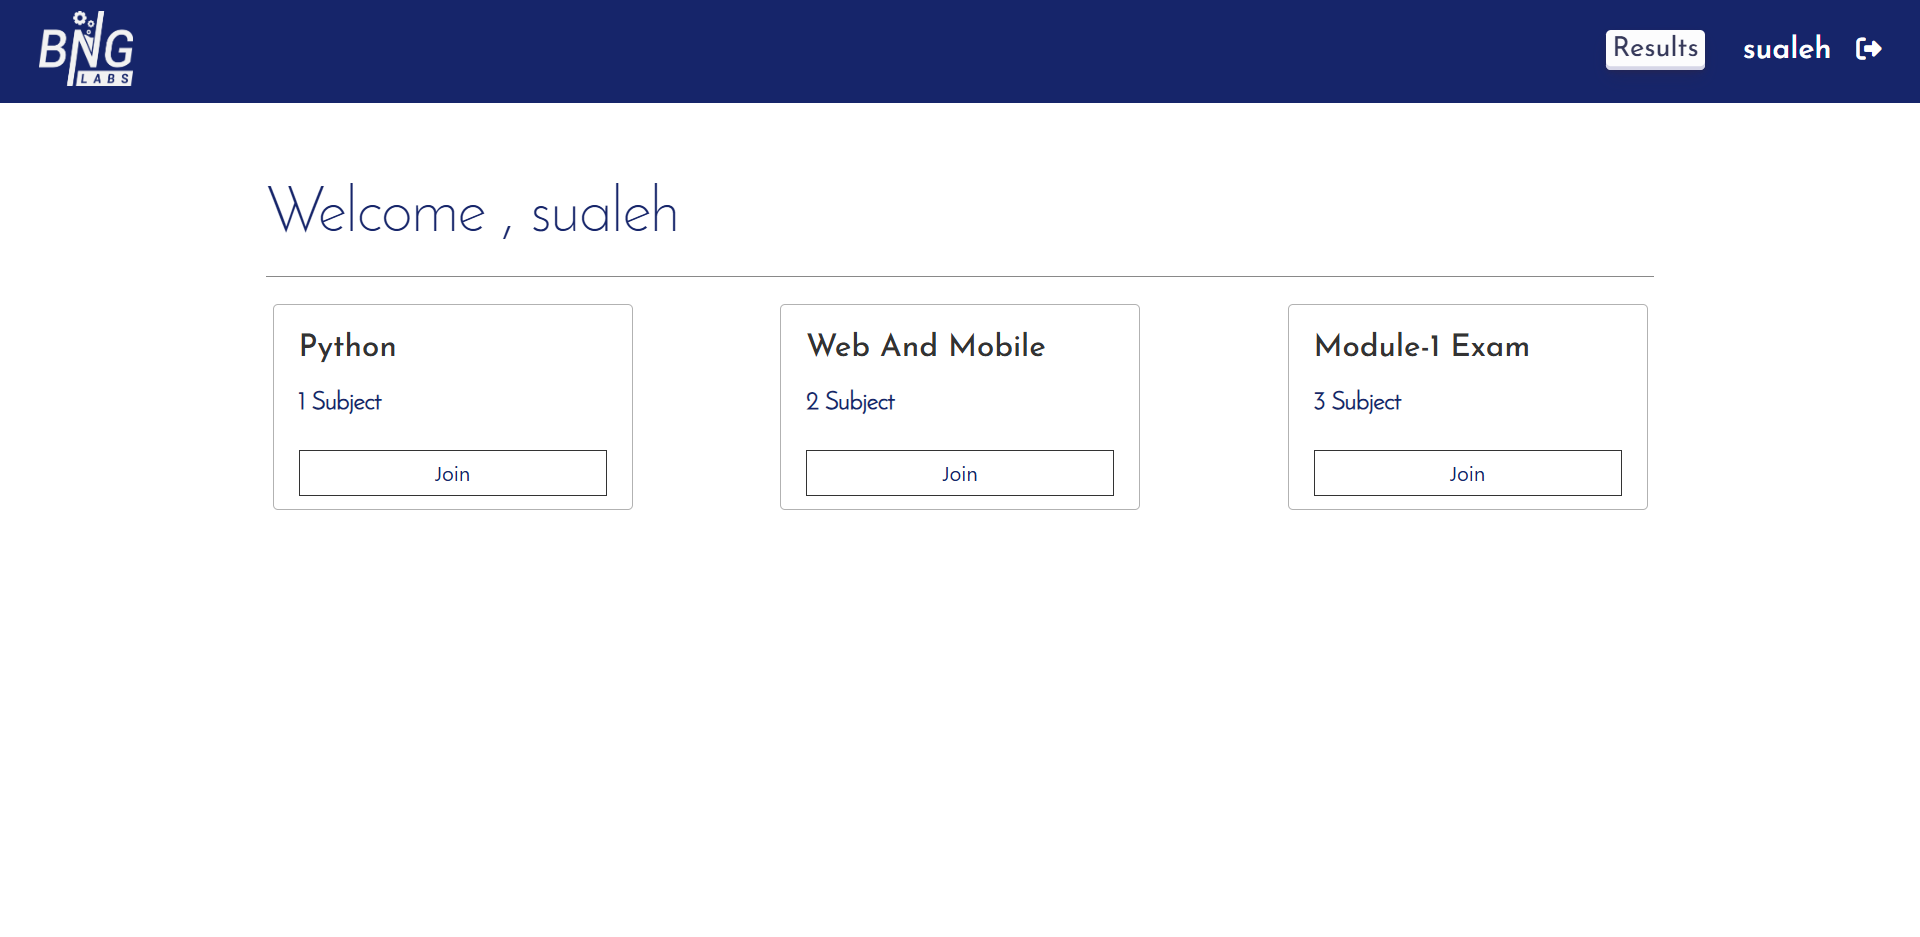 BNG
LABS
Results
sualeh
Welcome , sualeh
Python
1 Subject
Join
Web And Mobile
2 Subject
Join
Module-1 Exam
3 Subject
Join